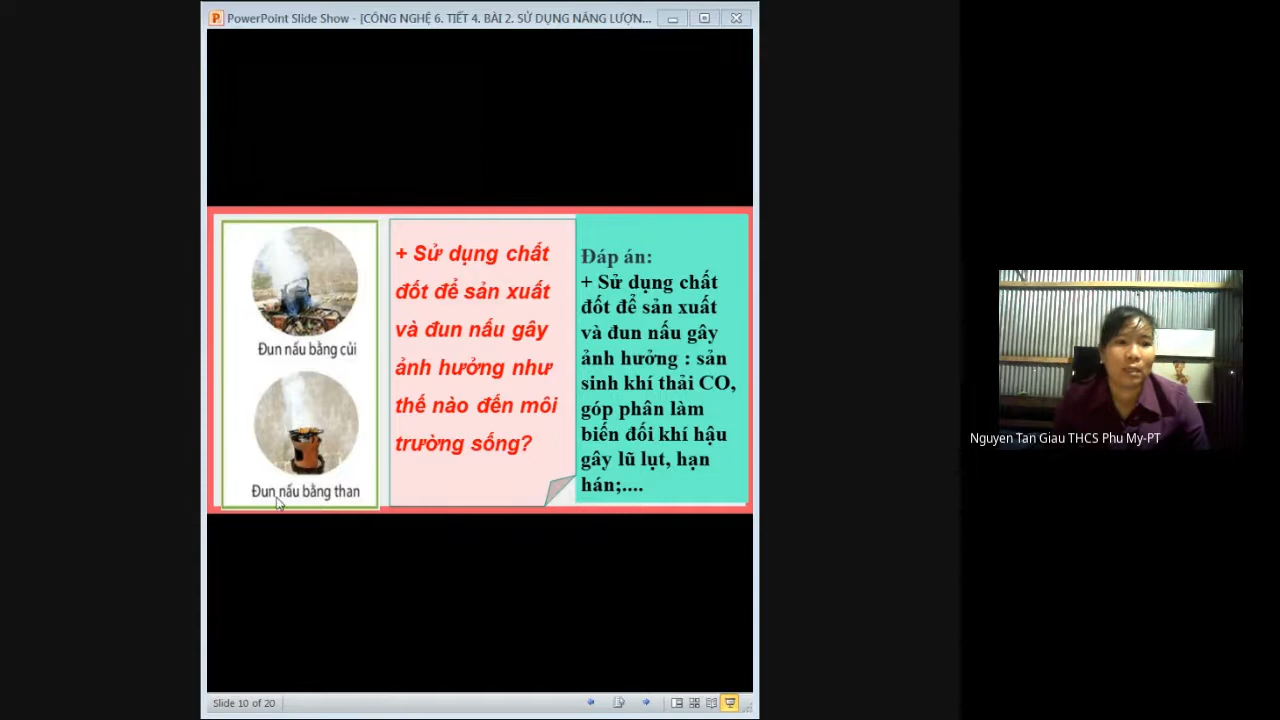 PowerPoint Slide Show - [CÔNG NGHỆ 6. TIẾT 4. BÀI 2. SỬ DỤNG NĂNG LƯỢN...
Đun nấu bằng củi
Đun nấu bằng than
+ Sử dụng chất
đốt để sản xuất
và đun nấu gây
ảnh hưởng như
thế nào đến môi
trường sống?
Đáp án:
+ Sử dụng chất
đốt để sản xuất
và đun nấu gây
ảnh hưởng : sản
sinh khí thải CO,
góp phân làm
biến đối khí hậu
gây lũ lụt, hạn
hán;....
Nguyen Tan Giau THCS Phu My-PT
Slide 10 of 20